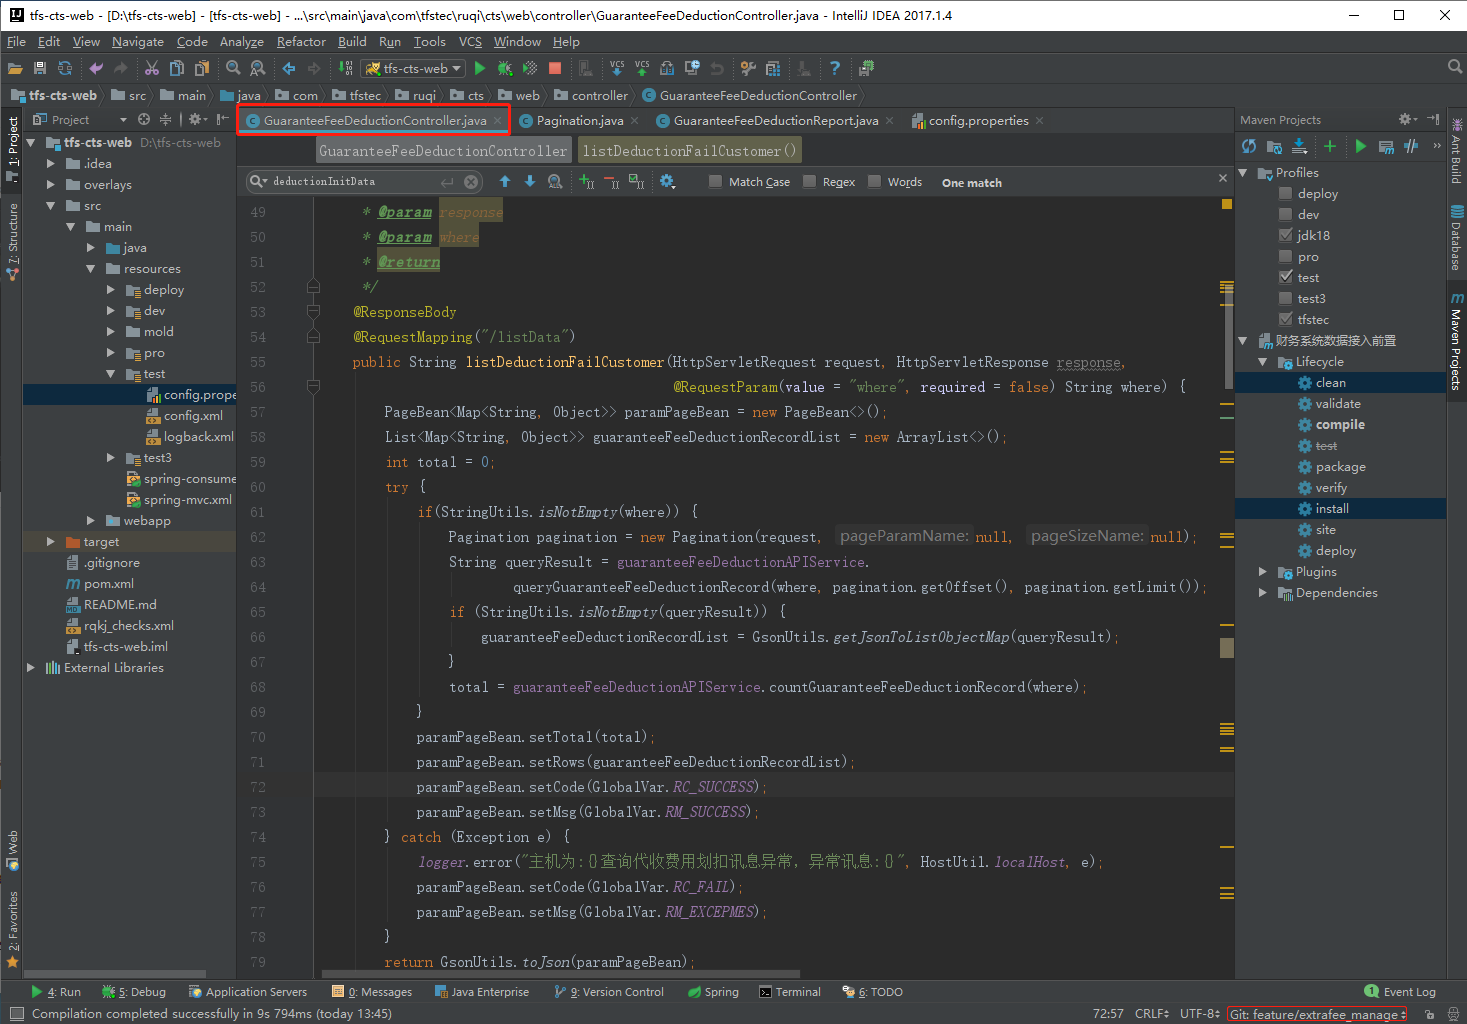 tfs-cts-web - [D:\tfs-cts-web] - [tfs-cts-web] - ...\src\main\java\com\tfstec\ruqi\cts\web\controller\GuaranteeFeeDeductionController.java - IntelliJ IDEA 2017.1.4
File Edit View Navigate Code Analyze Refactor Build Run Tools VCS Window Help
tfs-cts-web
tfs-cts-web src main java com tfstec ruqi cts web controller GuaranteeFeeDeductionController
Project
GuaranteeFeeDeductionController.java Pagination.java GuaranteeFeeDeductionReport.java config.properties
Maven Projects
GuaranteeFeeDeductionController listDeductionFailCustomer()
deductionInitData Match Case Regex Words One match
1: Project
7: Structure
Web
2: Favorites
tfs-cts-web D:\tfs-cts-web
.idea
overlays
src
main
java
resources
deploy
dev
mold
pro
test
config.prope
config.xml
logback.xml
test3
spring-consume
spring-mvc.xml
webapp
target
.gitignore
pom.xml
README.md
rqkj_checks.xml
tfs-cts-web.iml
External Libraries
49 * @param response
50 * @param where
51 * @return
52 */
53 @ResponseBody
54 @RequestMapping("/listData")
55 public String listDeductionFailCustomer(HttpServletRequest request, HttpServletResponse response,
56 @RequestParam(value = "where", required = false) String where) {
57 PageBean<Map<String, Object>> paramPageBean = new PageBean<>();
58 List<Map<String, Object>> guaranteeFeeDeductionRecordList = new ArrayList<>();
59 int total = 0;
60 try {
61 if(StringUtils.isNotEmpty(where)) {
62 Pagination pagination = new Pagination(request, pageParamName: null, pageSizeName: null);
63 String queryResult = guaranteeFeeDeductionAPIService.
64 queryGuaranteeFeeDeductionRecord(where, pagination.getOffset(), pagination.getLimit());
65 if (StringUtils.isNotEmpty(queryResult)) {
66 guaranteeFeeDeductionRecordList = GsonUtils.getJsonToListObjectMap(queryResult);
67 }
68 total = guaranteeFeeDeductionAPIService.countGuaranteeFeeDeductionRecord(where);
69 }
70 paramPageBean.setTotal(total);
71 paramPageBean.setRows(guaranteeFeeDeductionRecordList);
72 paramPageBean.setCode(GlobalVar.RC_SUCCESS);
73 paramPageBean.setMsg(GlobalVar.RM_SUCCESS);
74 } catch (Exception e) {
75 logger.error("主机为:{}查询代收费用划扣讯息异常，异常讯息:{}", HostUtil.localHost, e);
76 paramPageBean.setCode(GlobalVar.RC_FAIL);
77 paramPageBean.setMsg(GlobalVar.RM_EXCEPMES);
78 }
79 return GsonUtils.toJson(paramPageBean);
Profiles
deploy
dev
jdk18
pro
test
test3
tfstec
财务系统数据接入前置
Lifecycle
clean
validate
compile
test
package
verify
install
site
deploy
Plugins
Dependencies
Ant Build
Database
Maven Projects
4: Run 5: Debug Application Servers 0: Messages Java Enterprise 9: Version Control Spring Terminal 6: TODO 1 Event Log
Compilation completed successfully in 9s 794ms (today 13:45) 72:57 CRLF UTF-8 Git: feature/extrafee_manage